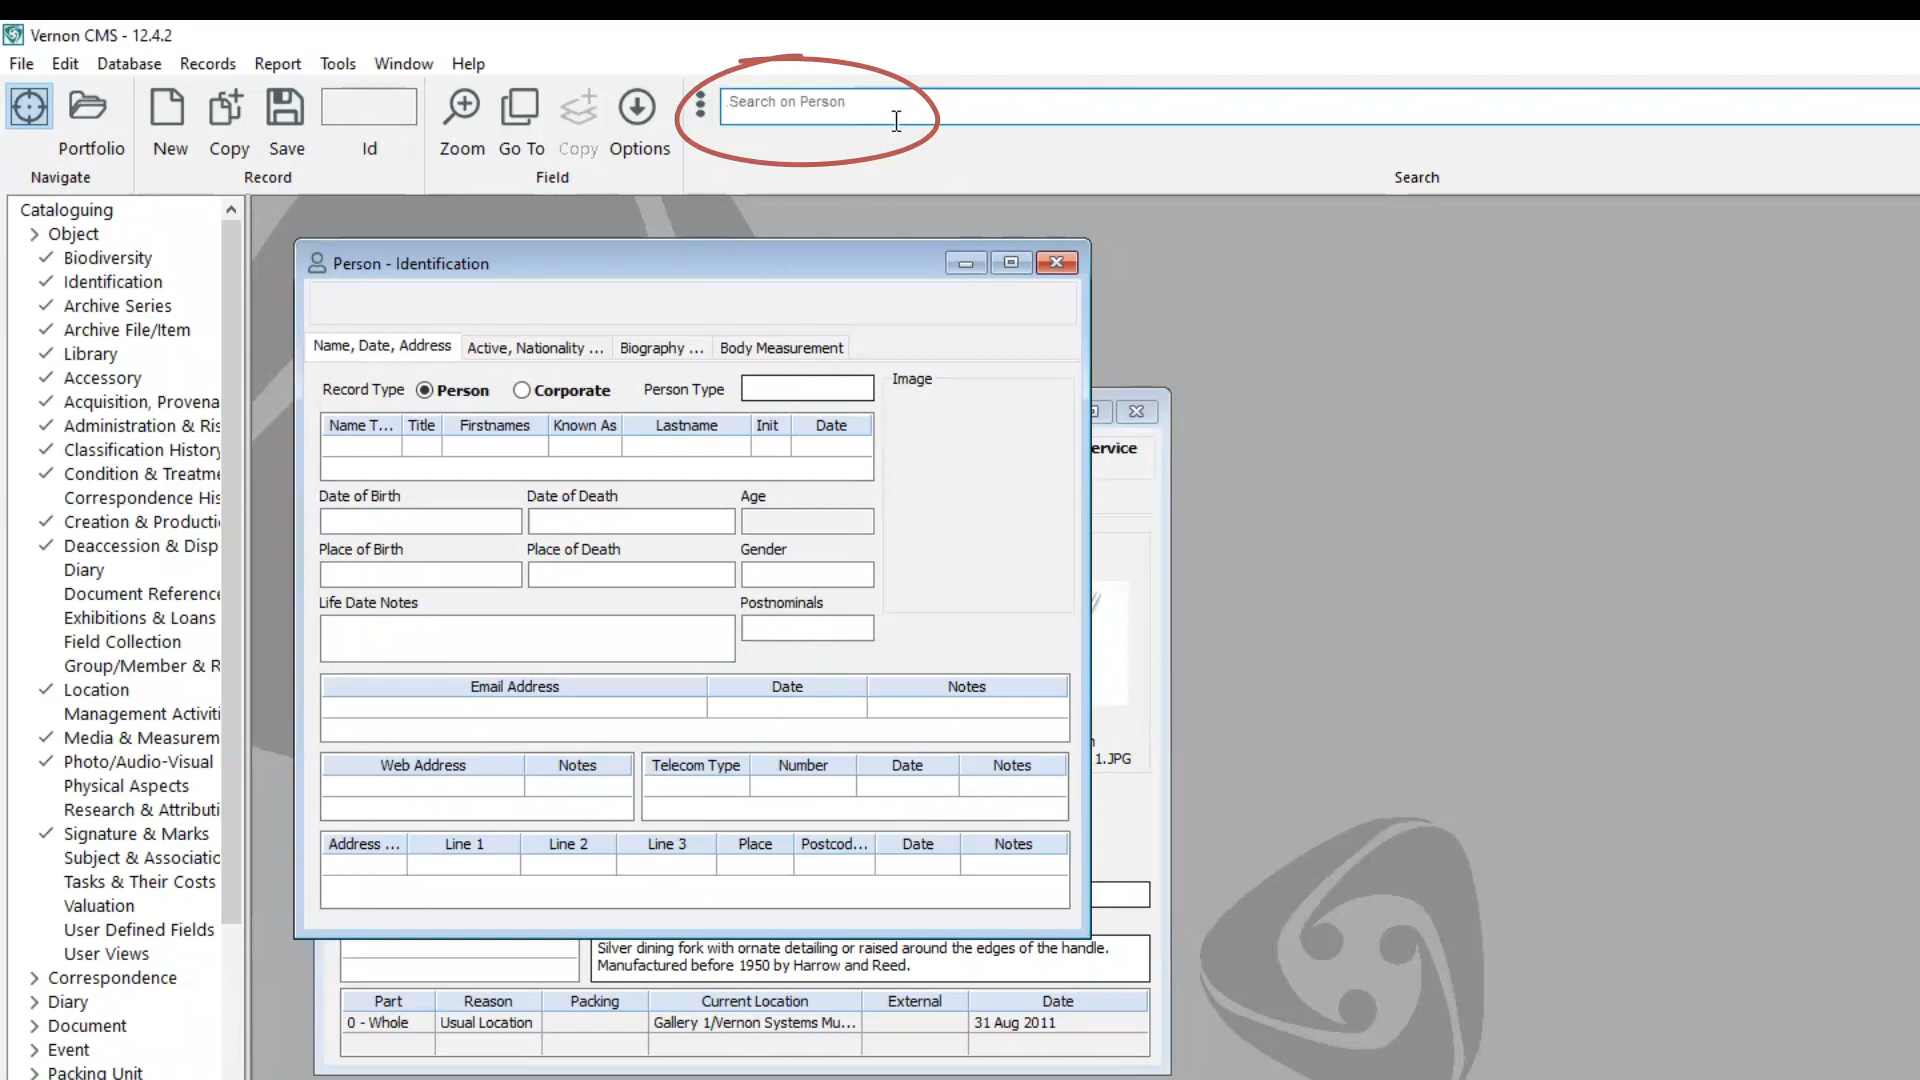 Vernon CMS - 12.4.2
File Edit Database Records Report Tools Window Help
Search on Person
Portfolio New Copy Save Id Zoom Go To Copy Options
Navigate Record Field Search
Cataloguing
Object
Biodiversity
Identification
Archive Series
Archive File/Item
Library
Accessory
Acquisition, Provena
Administration & Ris
Classification History
Condition & Treatme
Correspondence His
Creation & Producti
Deaccession & Disp
Diary
Document Reference
Exhibitions & Loans
Field Collection
Group/Member & R
Location
Management Activiti
Media & Measurem
Photo/Audio-Visual
Physical Aspects
Research & Attributi
Signature & Marks
Subject & Associatio
Tasks & Their Costs
Valuation
User Defined Fields
User Views
Correspondence
Diary
Document
Event
Packing Unit
Person - Identification
Name, Date, Address Active, Nationality ... Biography ... Body Measurement
Record Type Person Corporate Person Type Image
Name T... Title Firstnames Known As Lastname Init Date
Date of Birth Date of Death Age
Place of Birth Place of Death Gender
Life Date Notes Postnominals
Email Address Date Notes
Web Address Notes Telecom Type Number Date Notes
Address ... Line 1 Line 2 Line 3 Place Postcod... Date Notes
ervice
1.JPG
Silver dining fork with ornate detailing or raised around the edges of the handle.
Manufactured before 1950 by Harrow and Reed.
Part Reason Packing Current Location External Date
0 - Whole Usual Location Gallery 1/Vernon Systems Mu... 31 Aug 2011